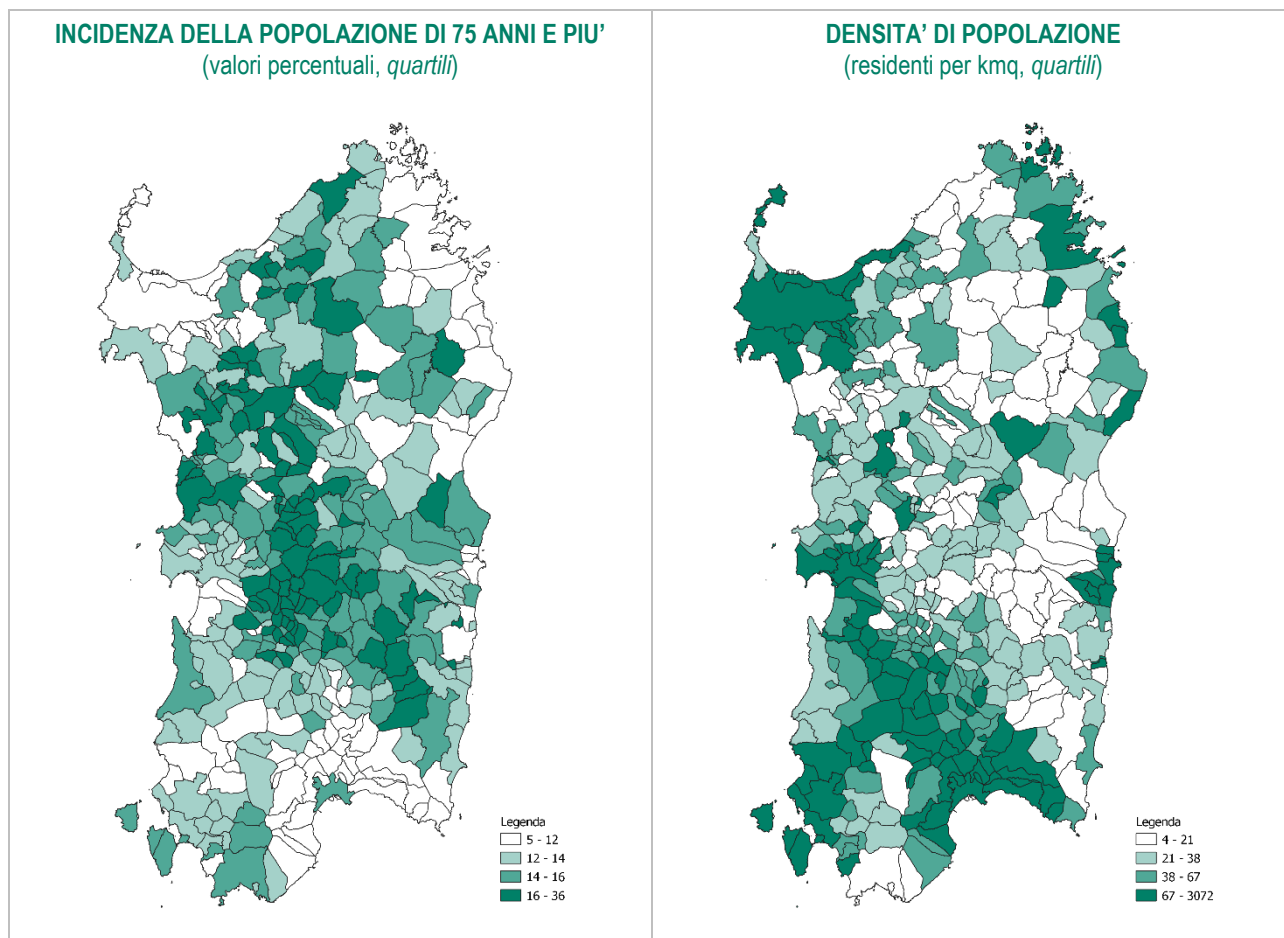 INCIDENZA DELLA POPOLAZIONE DI 75 ANNI E PIU’
(valori percentuali, quartili)
Legenda
5 - 12
12 - 14
14 - 16
16 - 36
DENSITA’ DI POPOLAZIONE
(residenti per kmq, quartili)
Legenda
4 - 21
21 - 38
38 - 67
67 - 3072